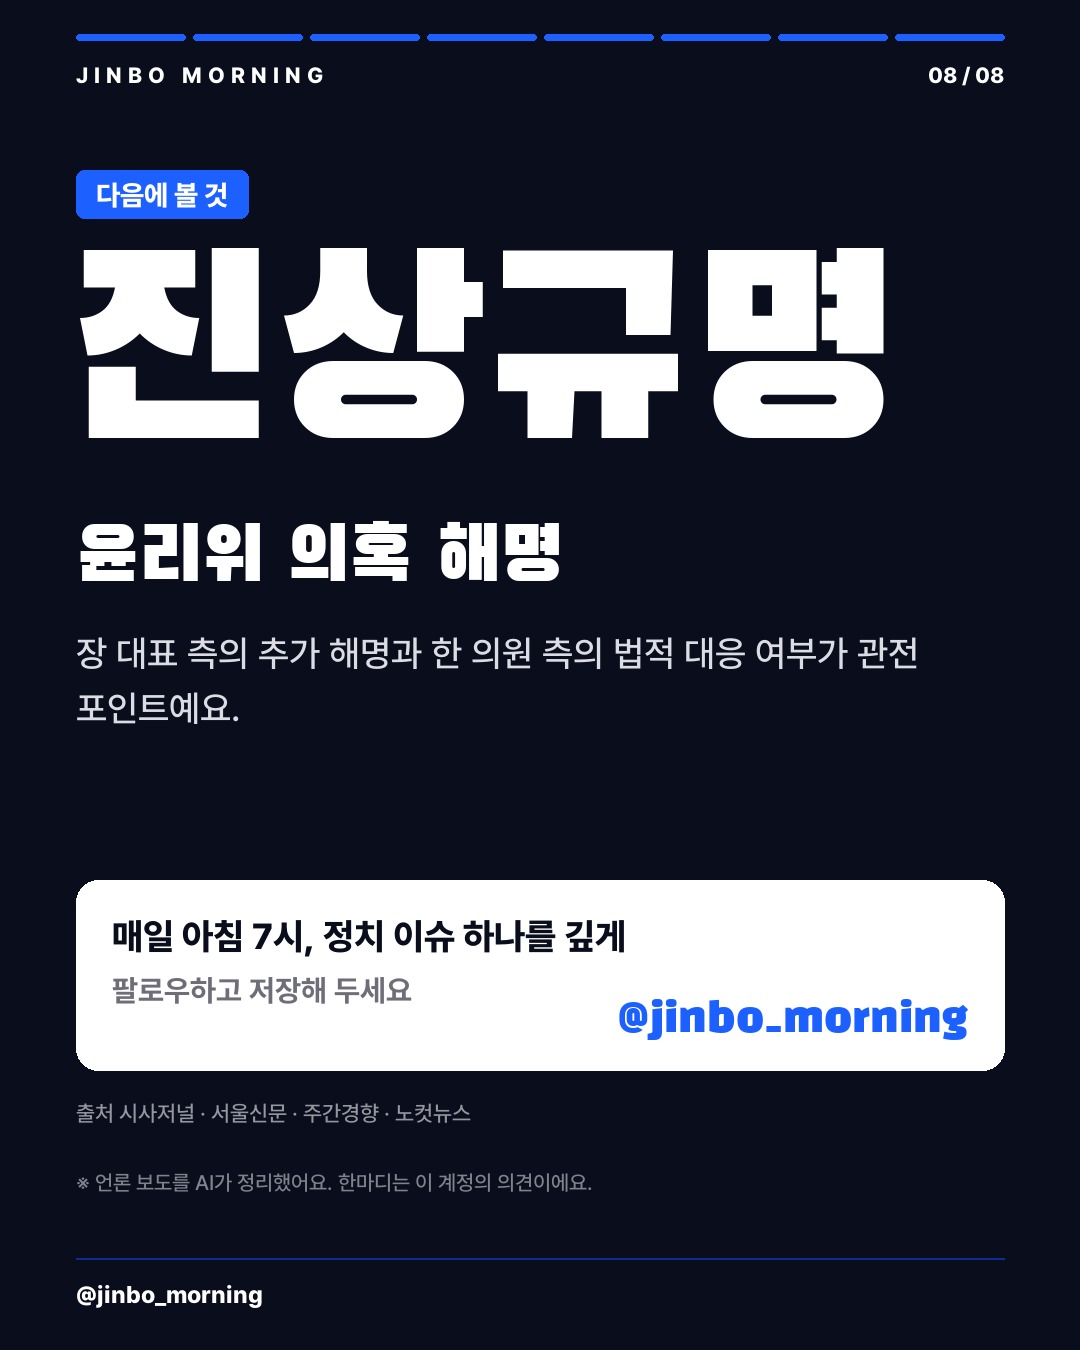 JINBO MORNING
08 / 08
다음에 볼 것
진상규명
윤리위 의혹 해명
장 대표 측의 추가 해명과 한 의원 측의 법적 대응 여부가 관전
포인트예요.
매일 아침 7시, 정치 이슈 하나를 깊게
팔로우하고 저장해 두세요
@jinbo_morning
출처 시사저널 · 서울신문 · 주간경향 · 노컷뉴스
※ 언론 보도를 AI가 정리했어요. 한마디는 이 계정의 의견이에요.
@jinbo_morning